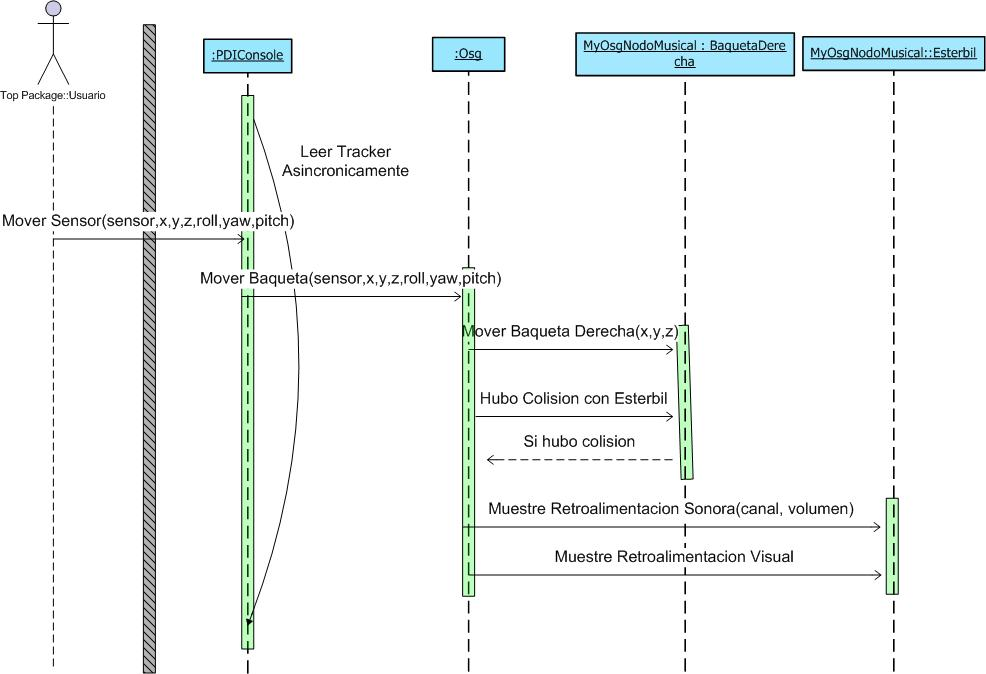 Top Package::Usuario
:PDIConsole
:Osg
MyOsgNodoMusical : BaquetaDere
cha
MyOsgNodoMusical::Esterbil
Leer Tracker
Asincronicamente
Mover Sensor(sensor,x,y,z,roll,yaw,pitch)
Mover Baqueta(sensor,x,y,z,roll,yaw,pitch)
Mover Baqueta Derecha(x,y,z)
Hubo Colision con Esterbil
Si hubo colision
Muestre Retroalimentacion Sonora(canal, volumen)
Muestre Retroalimentacion Visual